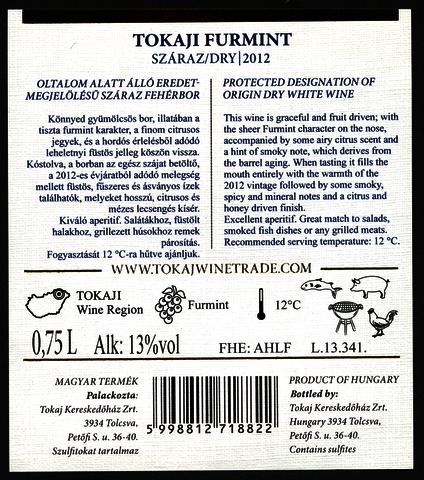 TOKAJI FURMINT
SZÁRAZ/DRY|2012
OLTALOM ALATT ÁLLÓ EREDET-
MEGJELÖLÉSŰ SZÁRAZ FEHÉRBOR
Könnyed gyümölcsös bor, illatában a
tiszta furmint karakter, a finom citrusos
jegyek, és a hordós érlelésből adódó
leheletnyi füstös jelleg köszön vissza.
Kóstolva, a borban az egész szájat betöltő,
a 2012-es évjáratból adódó melegség
mellett füstös, fűszeres és ásványos ízek
találhatók, melyeket hosszú, citrusos és
mézes lecsengés kísér.
Kiváló aperitif. Salátákhoz, füstölt
halakhoz, grillezett húsokhoz remek
párosítás.
Fogyasztását 12 °C-ra hűtve ajánljuk.
PROTECTED DESIGNATION OF
ORIGIN DRY WHITE WINE
This wine is graceful and fruit driven; with
the sheer Furmint character on the nose,
accompanied by some airy citrus scent and
a hint of smoky note, which derives from
the barrel aging. When tasting it fills the
mouth entirely with the warmth of the
2012 vintage followed by some smoky,
spicy and mineral notes and a citrus and
honey driven finish.
Excellent aperitif. Great match to salads,
smoked fish dishes or any grilled meats.
Recommended serving temperature: 12 °C.
WWW.TOKAJWINETRADE.COM
TOKAJI
Wine Region
Furmint
12°C
0,75 L Alk: 13%vol FHE: AHLF L.13.341.
MAGYAR TERMÉK
Palackozta:
Tokaj Kereskedőház Zrt.
3934 Tolcsva,
Petőfi S. u. 36-40.
Szulfitokat tartalmaz
5 998812 718822
PRODUCT OF HUNGARY
Bottled by:
Tokaj Kereskedőház Zrt.
Hungary 3934 Tolcsva,
Petőfi S. u. 36-40.
Contains sulfites